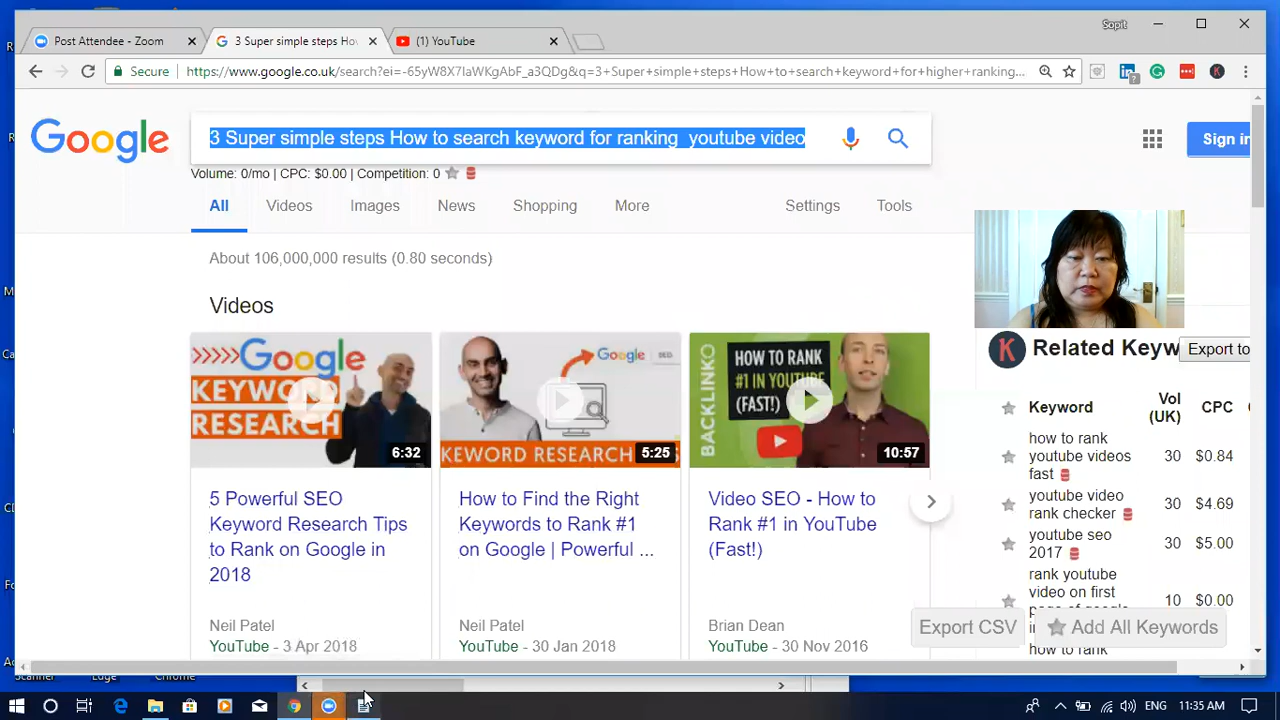 Sopit
Post Attendee - Zoom
3 Super simple steps Ho
(1) YouTube
Secure
https://www.google.co.uk/search?ei=-65yW8X7IaWKgAbF_a3QDg&q=3+Super+simple+steps+How+to+search+keyword+for+higher+ranking...
Google
3 Super simple steps How to search keyword for ranking youtube video
Sign in
Volume: 0/mo | CPC: $0.00 | Competition: 0
All
Videos
Images
News
Shopping
More
Settings
Tools
About 106,000,000 results (0.80 seconds)
Videos
>>>>> Google
KEYWORD
RESEARCH
6:32
Google
KEYWORD RESEARCH
5:25
BACKLINKO
HOW TO RANK
#1 IN YOUTUBE
(FAST!)
10:57
5 Powerful SEO
Keyword Research Tips
to Rank on Google in
2018
Neil Patel
YouTube - 3 Apr 2018
How to Find the Right
Keywords to Rank #1
on Google | Powerful ...
Neil Patel
YouTube - 30 Jan 2018
Video SEO - How to
Rank #1 in YouTube
(Fast!)
Brian Dean
YouTube - 30 Nov 2016
K
Related Keyw
Export to
Keyword
Vol
(UK)
CPC
how to rank
youtube videos
fast
30
$0.84
youtube video
rank checker
30
$4.69
youtube seo
2017
30
$5.00
rank youtube
video on first
10
$0.00
Export CSV
Add All Keywords
how to rank
Scanner
Edge
Chrome
ENG
11:35 AM